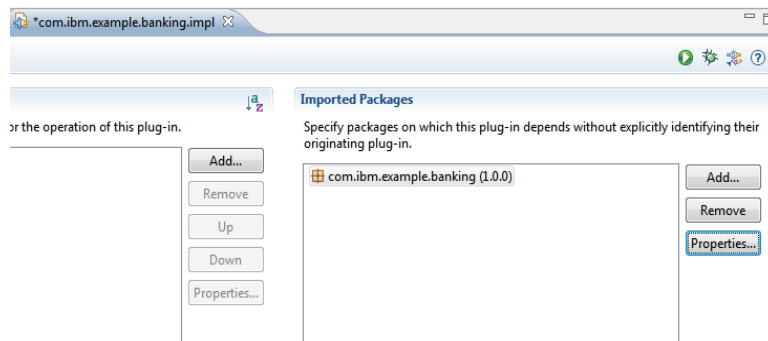 *com.ibm.example.banking.impl
a
z
Imported Packages
or the operation of this plug-in.
Add...
Remove
Up
Down
Properties...
Specify packages on which this plug-in depends without explicitly identifying their
originating plug-in.
com.ibm.example.banking (1.0.0)
Add...
Remove
Properties...